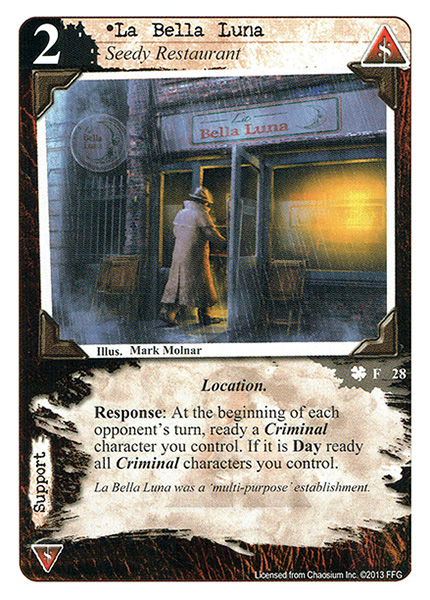 2
•La Bella Luna
Seedy Restaurant
Bella
Luna
La
Bella Luna
Illus. Mark Molnar
F 28
Location.
Response: At the beginning of each
opponent's turn, ready a Criminal
character you control. If it is Day ready
all Criminal characters you control.
La Bella Luna was a 'multi-purpose' establishment.
Support
Licensed from Chaosium Inc. ©2013 FFG